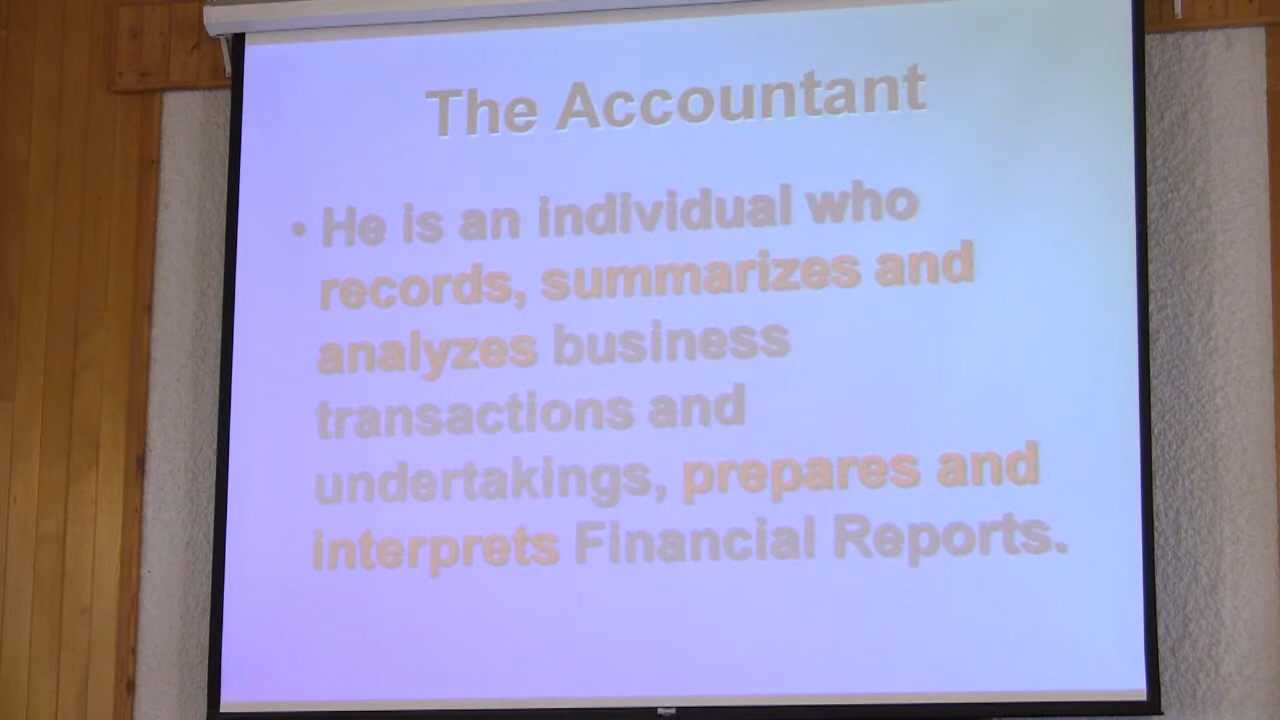 The Accountant
• He is an individual who
records, summarizes and
analyzes business
transactions and
undertakings, prepares and
interprets Financial Reports.